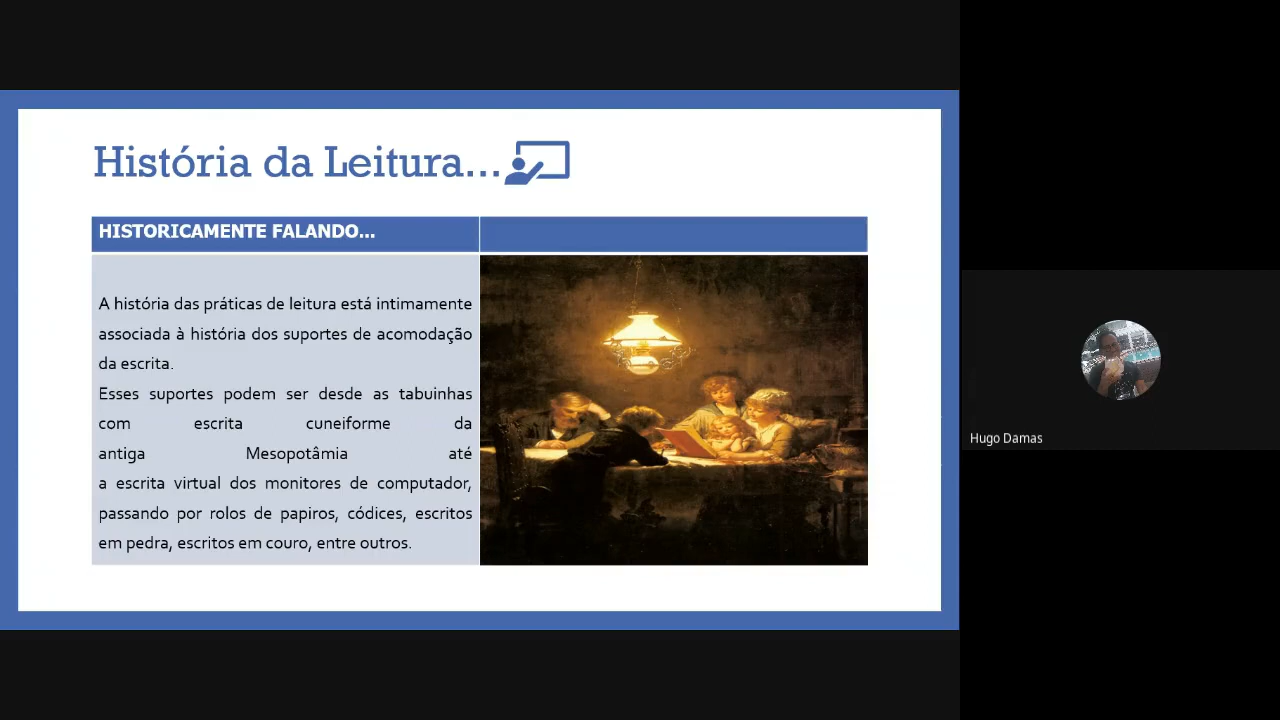 História da Leitura...
HISTORICAMENTE FALANDO...
A história das práticas de leitura está intimamente
associada à história dos suportes de acomodação
da escrita.
Esses suportes podem ser desde as tabuinhas
com escrita cuneiforme da
antiga Mesopotâmia até
a escrita virtual dos monitores de computador,
passando por rolos de papiros, códices, escritos
em pedra, escritos em couro, entre outros.
Hugo Damas